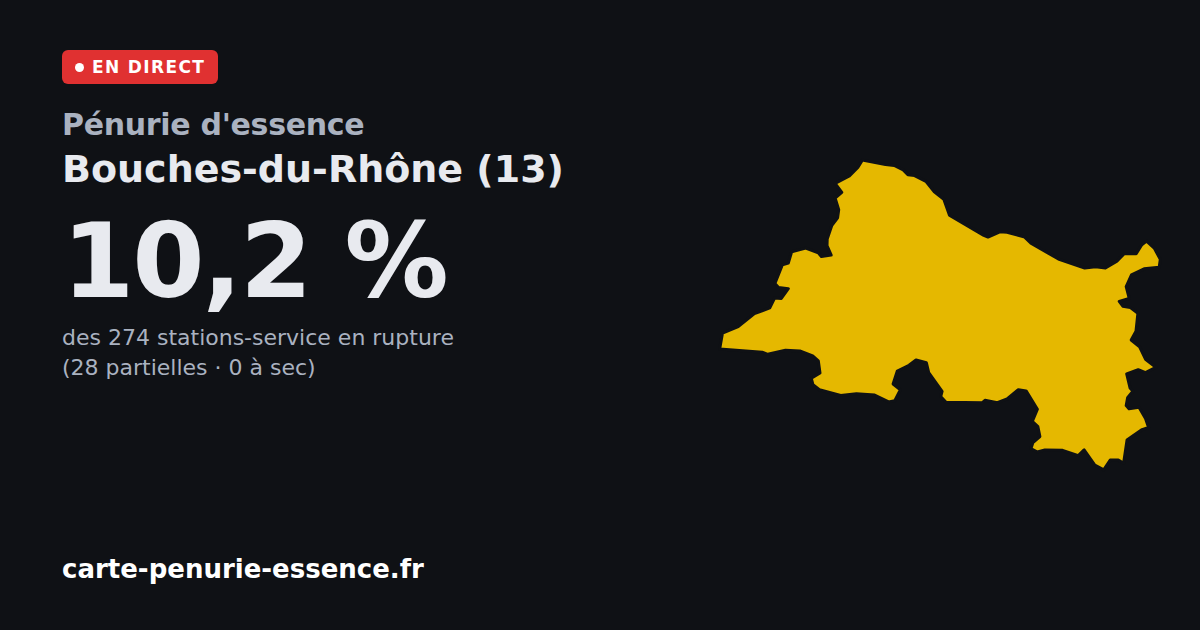 EN DIRECT
Pénurie d'essence
Bouches-du-Rhône (13)
10,2 %
des 274 stations-service en rupture
(28 partielles · 0 à sec)
carte-penurie-essence.fr